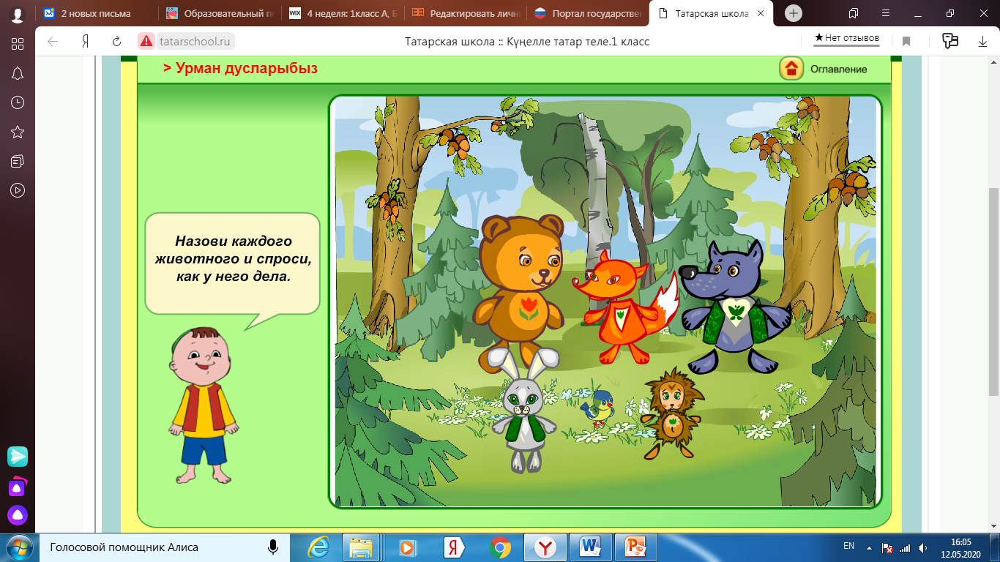 2 новых письма
Образовательный по
4 неделя: 1класс А, Б
Редактировать личн
Портал государстве
Татарская школа :
tatarschool.ru
Татарская школа :: Күңелле татар теле.1 класс
★ Нет отзывов
> Урман дусларыбыз
Оглавление
Назови каждого
животного и спроси,
как у него дела.
Голосовой помощник Алиса
EN
16:05
12.05.2020